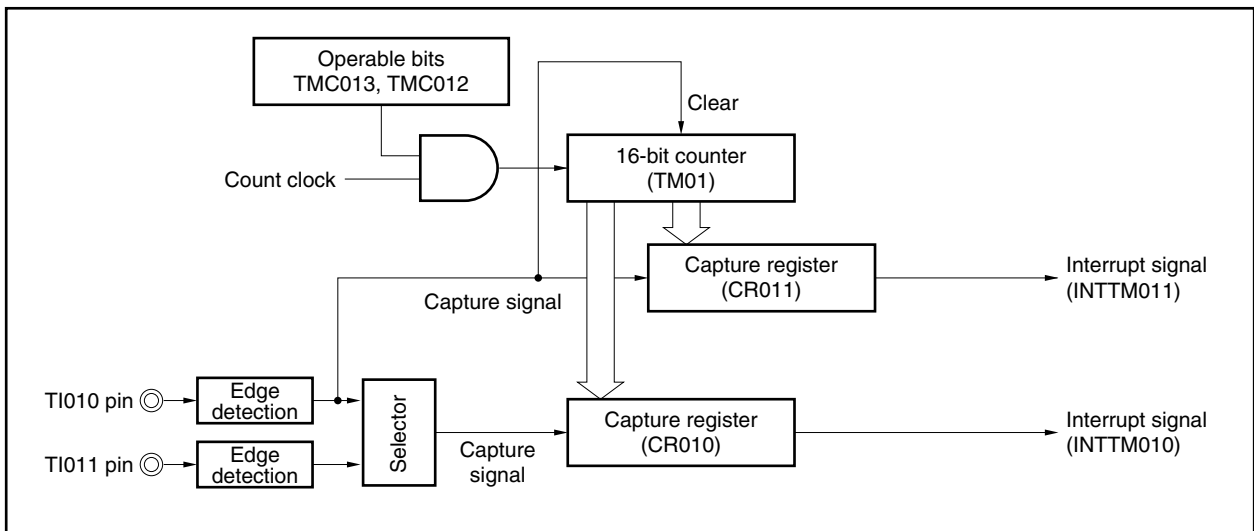 Operable bits
TMC013, TMC012
Clear
16-bit counter
(TM01)
Count clock
Capture register
(CR011)
Interrupt signal
(INTTM011)
Capture signal
TI010 pin
Edge
detection
Selector
Capture register
(CR010)
Interrupt signal
(INTTM010)
TI011 pin
Edge
detection
Capture
signal